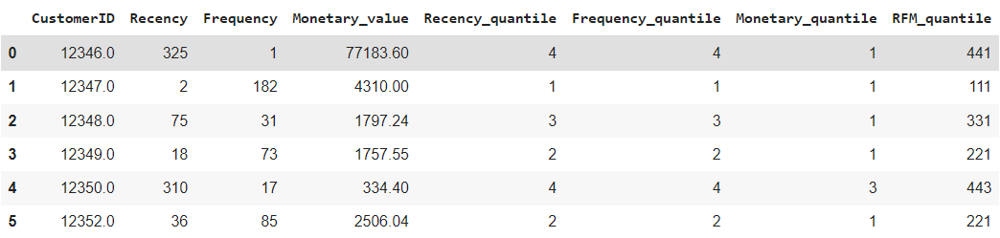 CustomerID Recency Frequency Monetary_value Recency_quantile Frequency_quantile Monetary_quantile RFM_quantile
0 12346.0 325 1 77183.60 4 4 1 441
1 12347.0 2 182 4310.00 1 1 1 111
2 12348.0 75 31 1797.24 3 3 1 331
3 12349.0 18 73 1757.55 2 2 1 221
4 12350.0 310 17 334.40 4 4 3 443
5 12352.0 36 85 2506.04 2 2 1 221